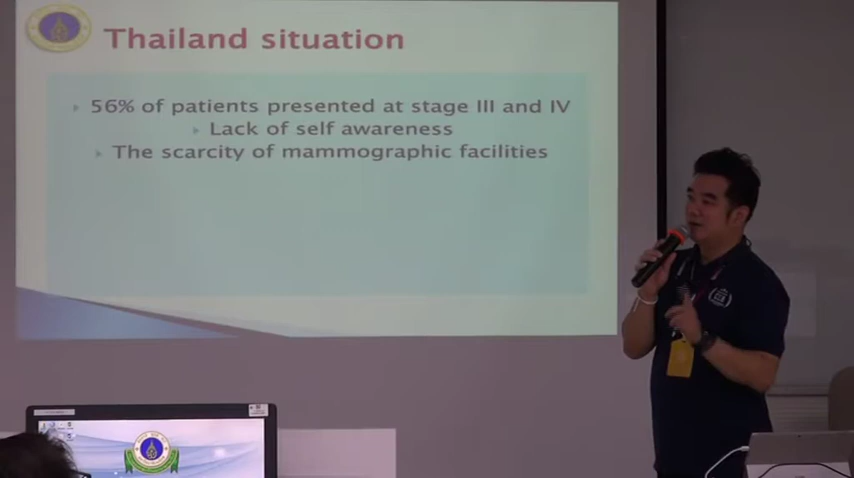 Thailand situation
56% of patients presented at stage III and IV
Lack of self awareness
The scarcity of mammographic facilities